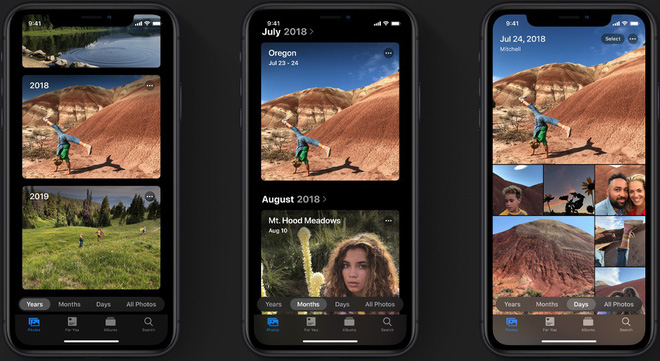 9:41
2018
2019
Years Months Days All Photos
Photos For You Albums Search
9:41
July 2018
Oregon
Jul 23 - 24
August 2018
Mt. Hood Meadows
Aug 10
Years Months Days All Photos
Photos For You Albums Search
9:41
Jul 24, 2018
Select
Mitchell
Years Months Days All Photos
Photos For You Albums Search